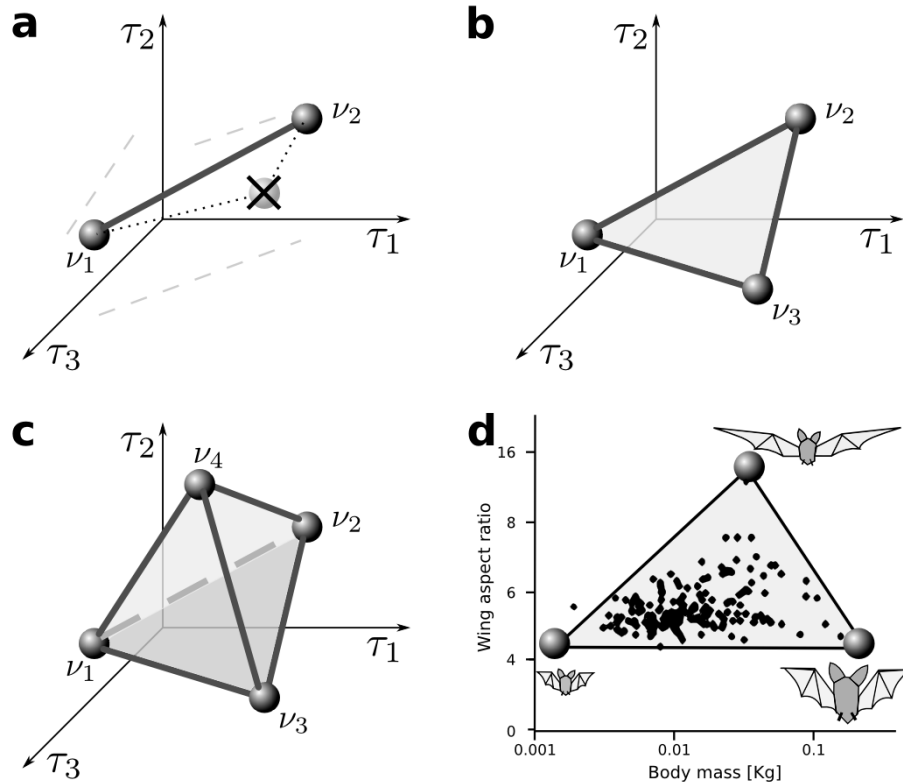 a
τ₂
ν₂
ν₁
τ₁
τ₃
b
τ₂
ν₂
ν₁
τ₁
ν₃
τ₃
c
τ₂
ν₄
ν₂
ν₁
τ₁
ν₃
τ₃
d
Wing aspect ratio
16
8
6
4
0
0.001
0.01
0.1
Body mass [Kg]